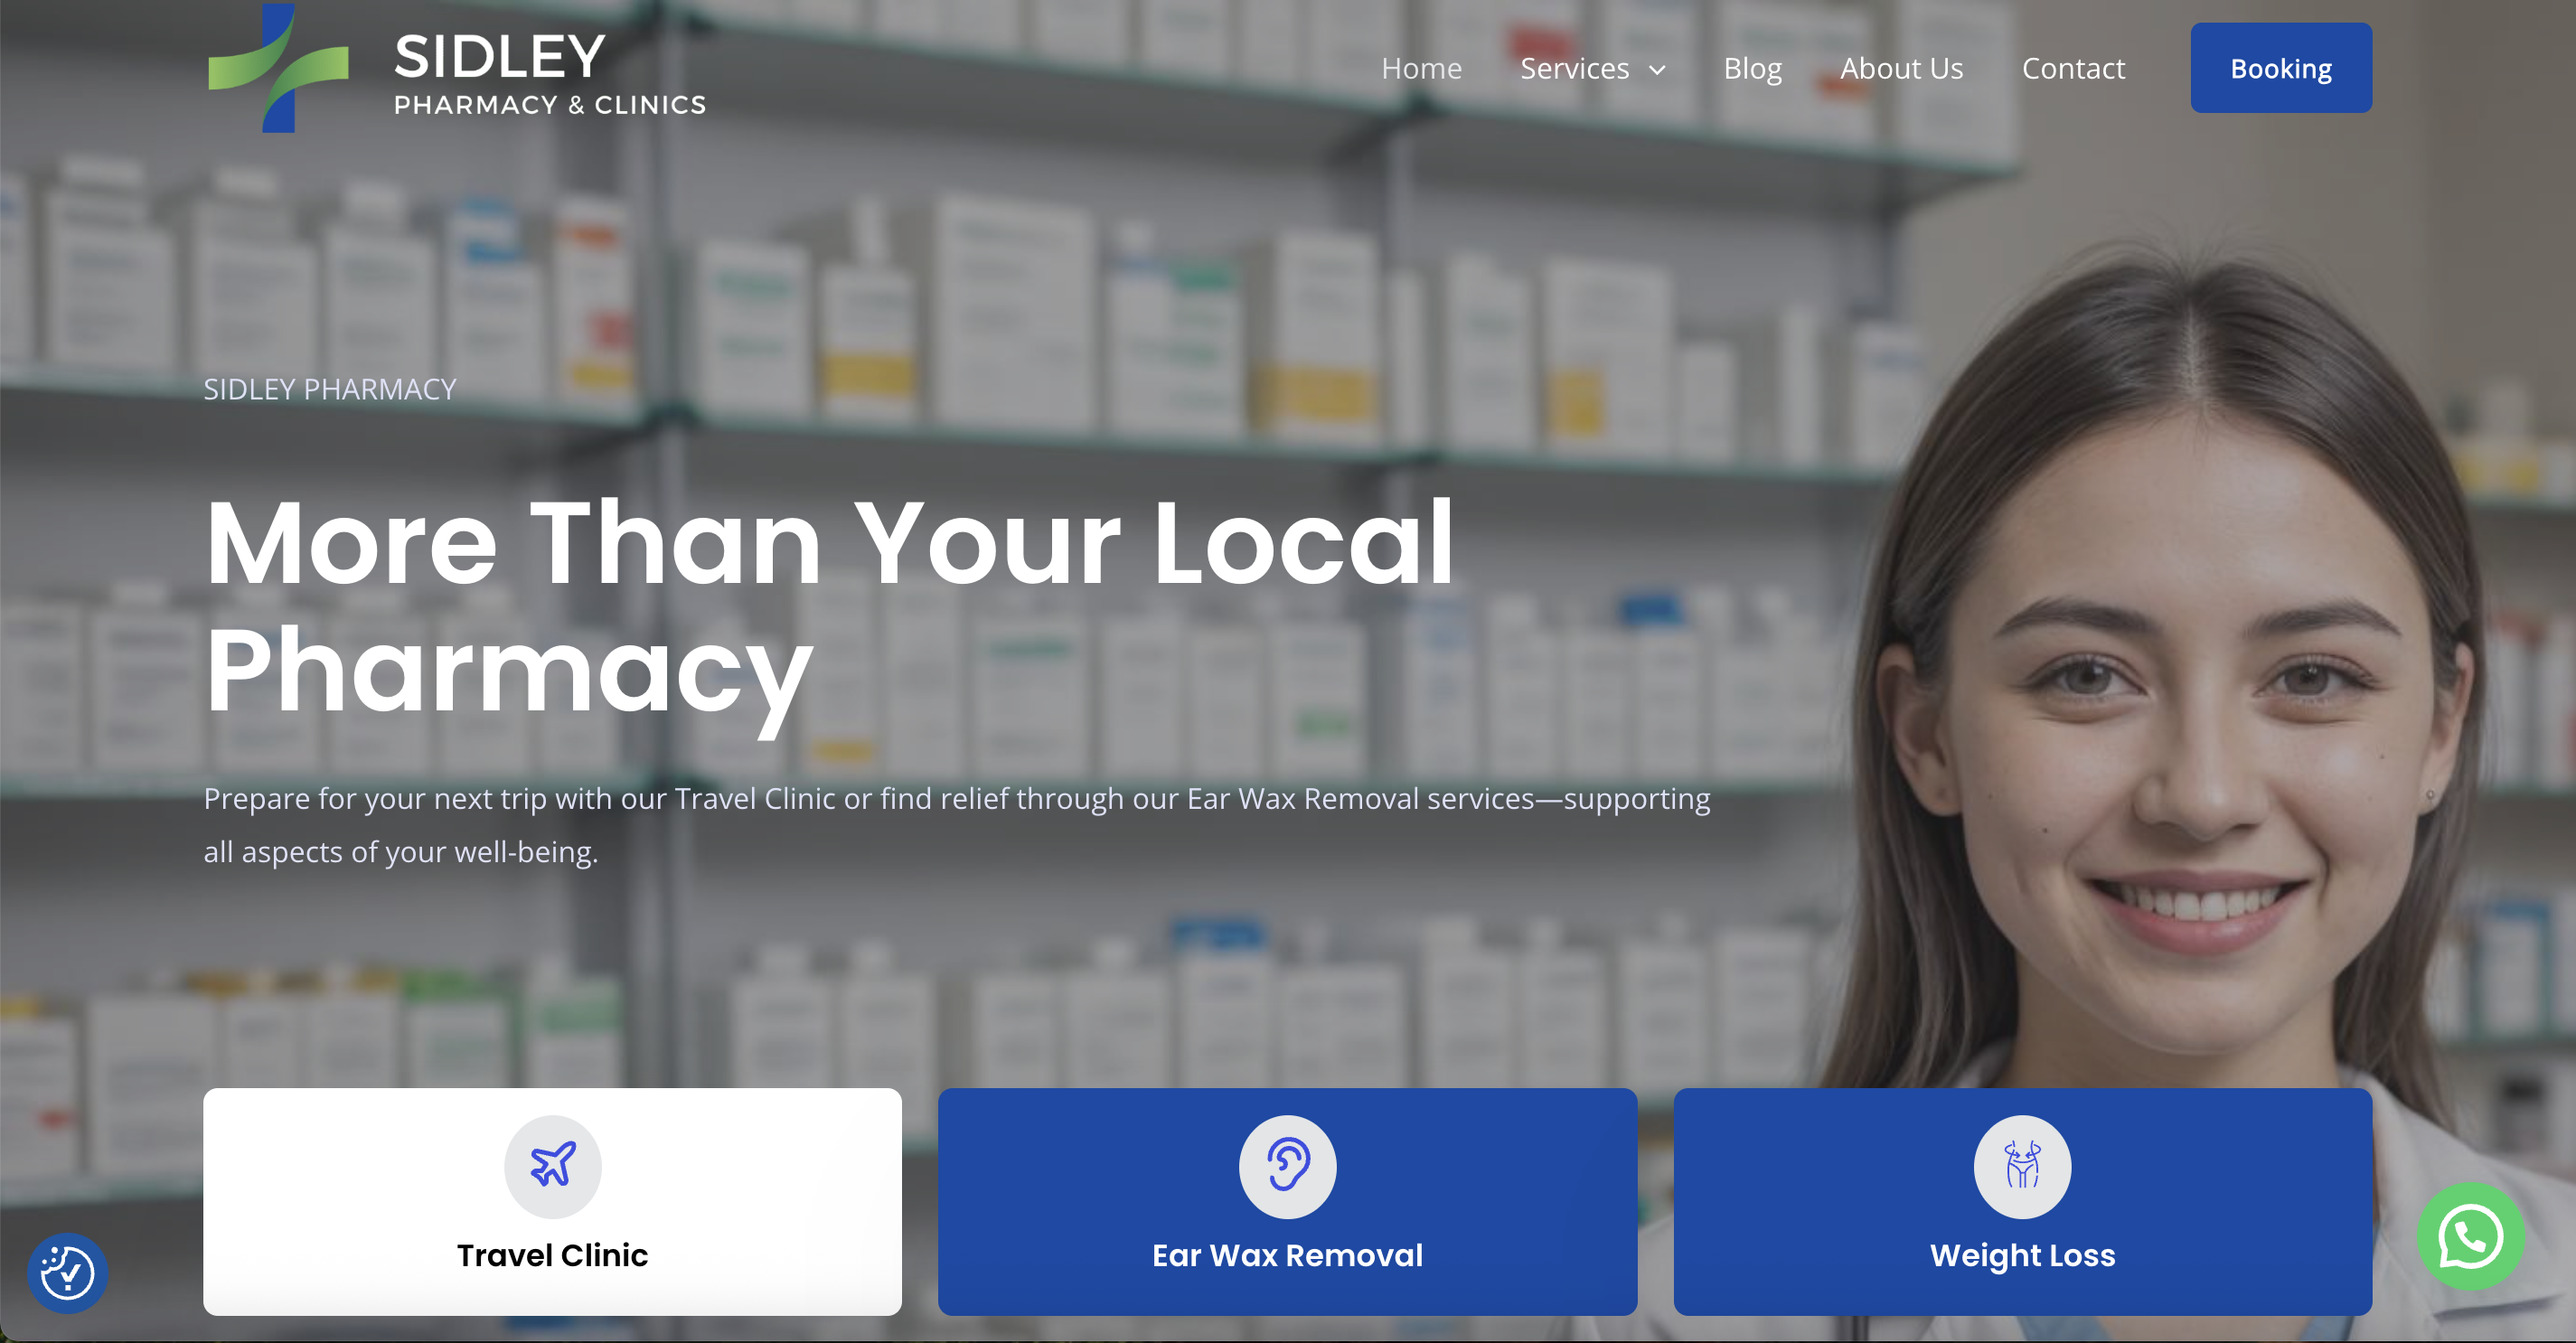 SIDLEY
PHARMACY & CLINICS
Home
Services
Blog
About Us
Contact
Booking
SIDLEY PHARMACY
More Than Your Local
Pharmacy
Prepare for your next trip with our Travel Clinic or find relief through our Ear Wax Removal services—supporting
all aspects of your well-being.
Travel Clinic
Ear Wax Removal
Weight Loss